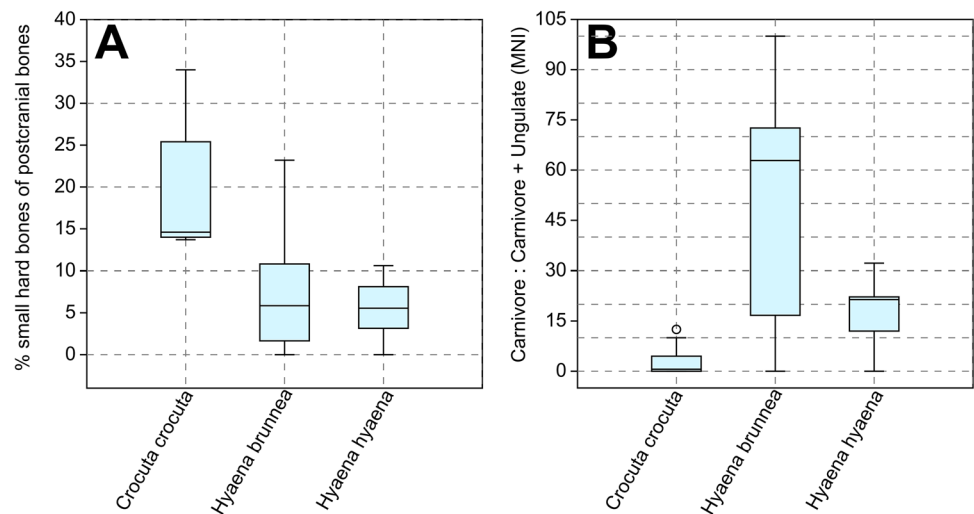 A
% small hard bones of postcranial bones
40
35
30
25
20
15
10
5
0
Crocuta crocuta
Hyaena brunnea
Hyaena hyaena
B
Carnivore : Carnivore + Ungulate (MNI)
105
90
75
60
45
30
15
0
Crocuta crocuta
Hyaena brunnea
Hyaena hyaena